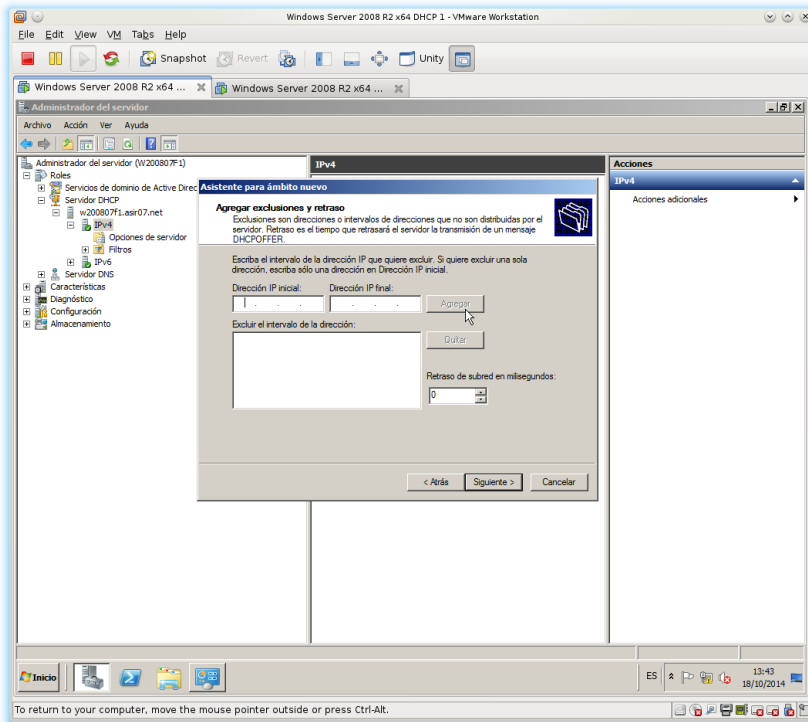 Windows Server 2008 R2 x64 DHCP 1 - VMware Workstation
File Edit View VM Tabs Help
Snapshot Revert Unity
Windows Server 2008 R2 x64 ... Windows Server 2008 R2 x64 ...
Administrador del servidor
Archivo Acción Ver Ayuda
Administrador del servidor (W200807F1)
Roles
Servicios de dominio de Active Direc
Servidor DHCP
w200807f1.asir07.net
IPv4
Opciones de servidor
Filtros
IPv6
Servidor DNS
Características
Diagnóstico
Configuración
Almacenamiento
IPv4
Asistente para ámbito nuevo
Agregar exclusiones y retraso
Exclusiones son direcciones o intervalos de direcciones que no son distribuidas por el
servidor. Retraso es el tiempo que retrasará el servidor la transmisión de un mensaje
DHCPOFFER.
Escriba el intervalo de la dirección IP que quiere excluir. Si quiere excluir una sola
dirección, escriba sólo una dirección en Dirección IP inicial.
Dirección IP inicial: Dirección IP final:
Agregar
Excluir el intervalo de la dirección:
Quitar
Retraso de subred en milisegundos:
0
< Atrás Siguiente > Cancelar
Acciones
IPv4
Acciones adicionales
Inicio
ES
13:43
18/10/2014
To return to your computer, move the mouse pointer outside or press Ctrl-Alt.